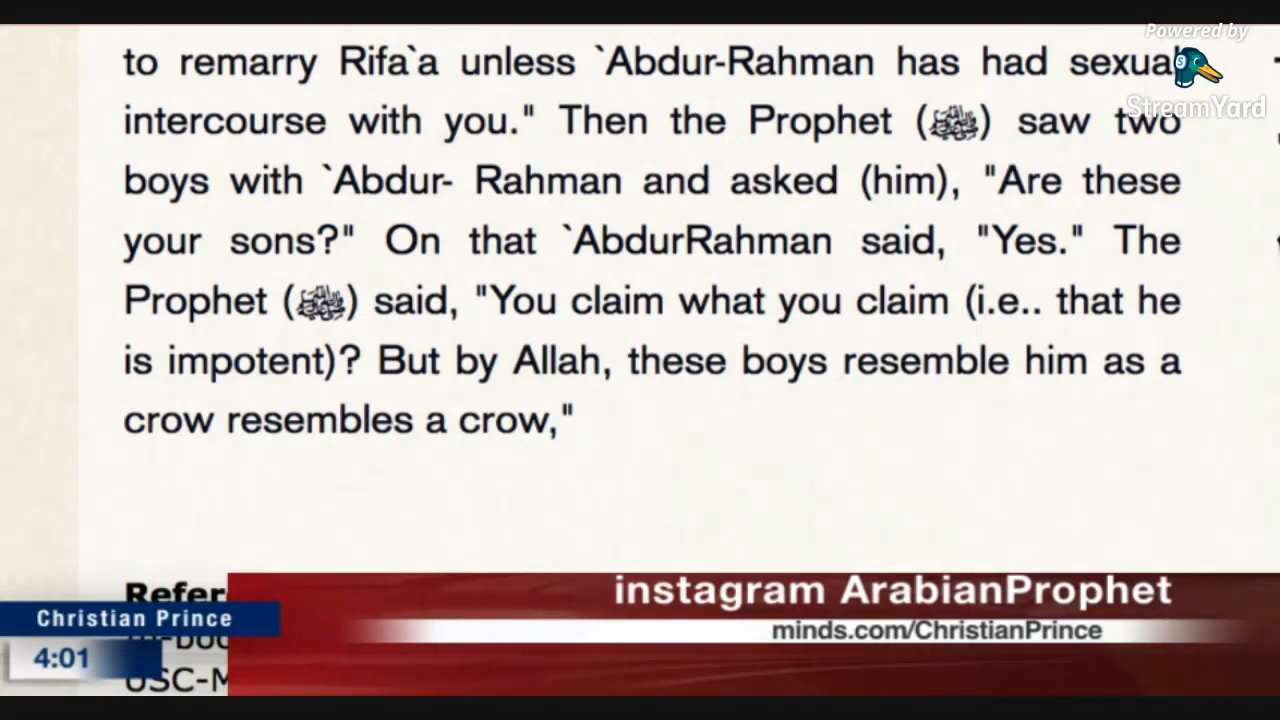 Powered by
StreamYard
to remarry Rifa`a unless `Abdur-Rahman has had sexual
intercourse with you." Then the Prophet (ﷺ) saw two
boys with `Abdur- Rahman and asked (him), "Are these
your sons?" On that `AbdurRahman said, "Yes." The
Prophet (ﷺ) said, "You claim what you claim (i.e.. that he
is impotent)? But by Allah, these boys resemble him as a
crow resembles a crow,"
Refer
instagram ArabianProphet
Christian Prince
minds.com/ChristianPrince
4:01
USC-M